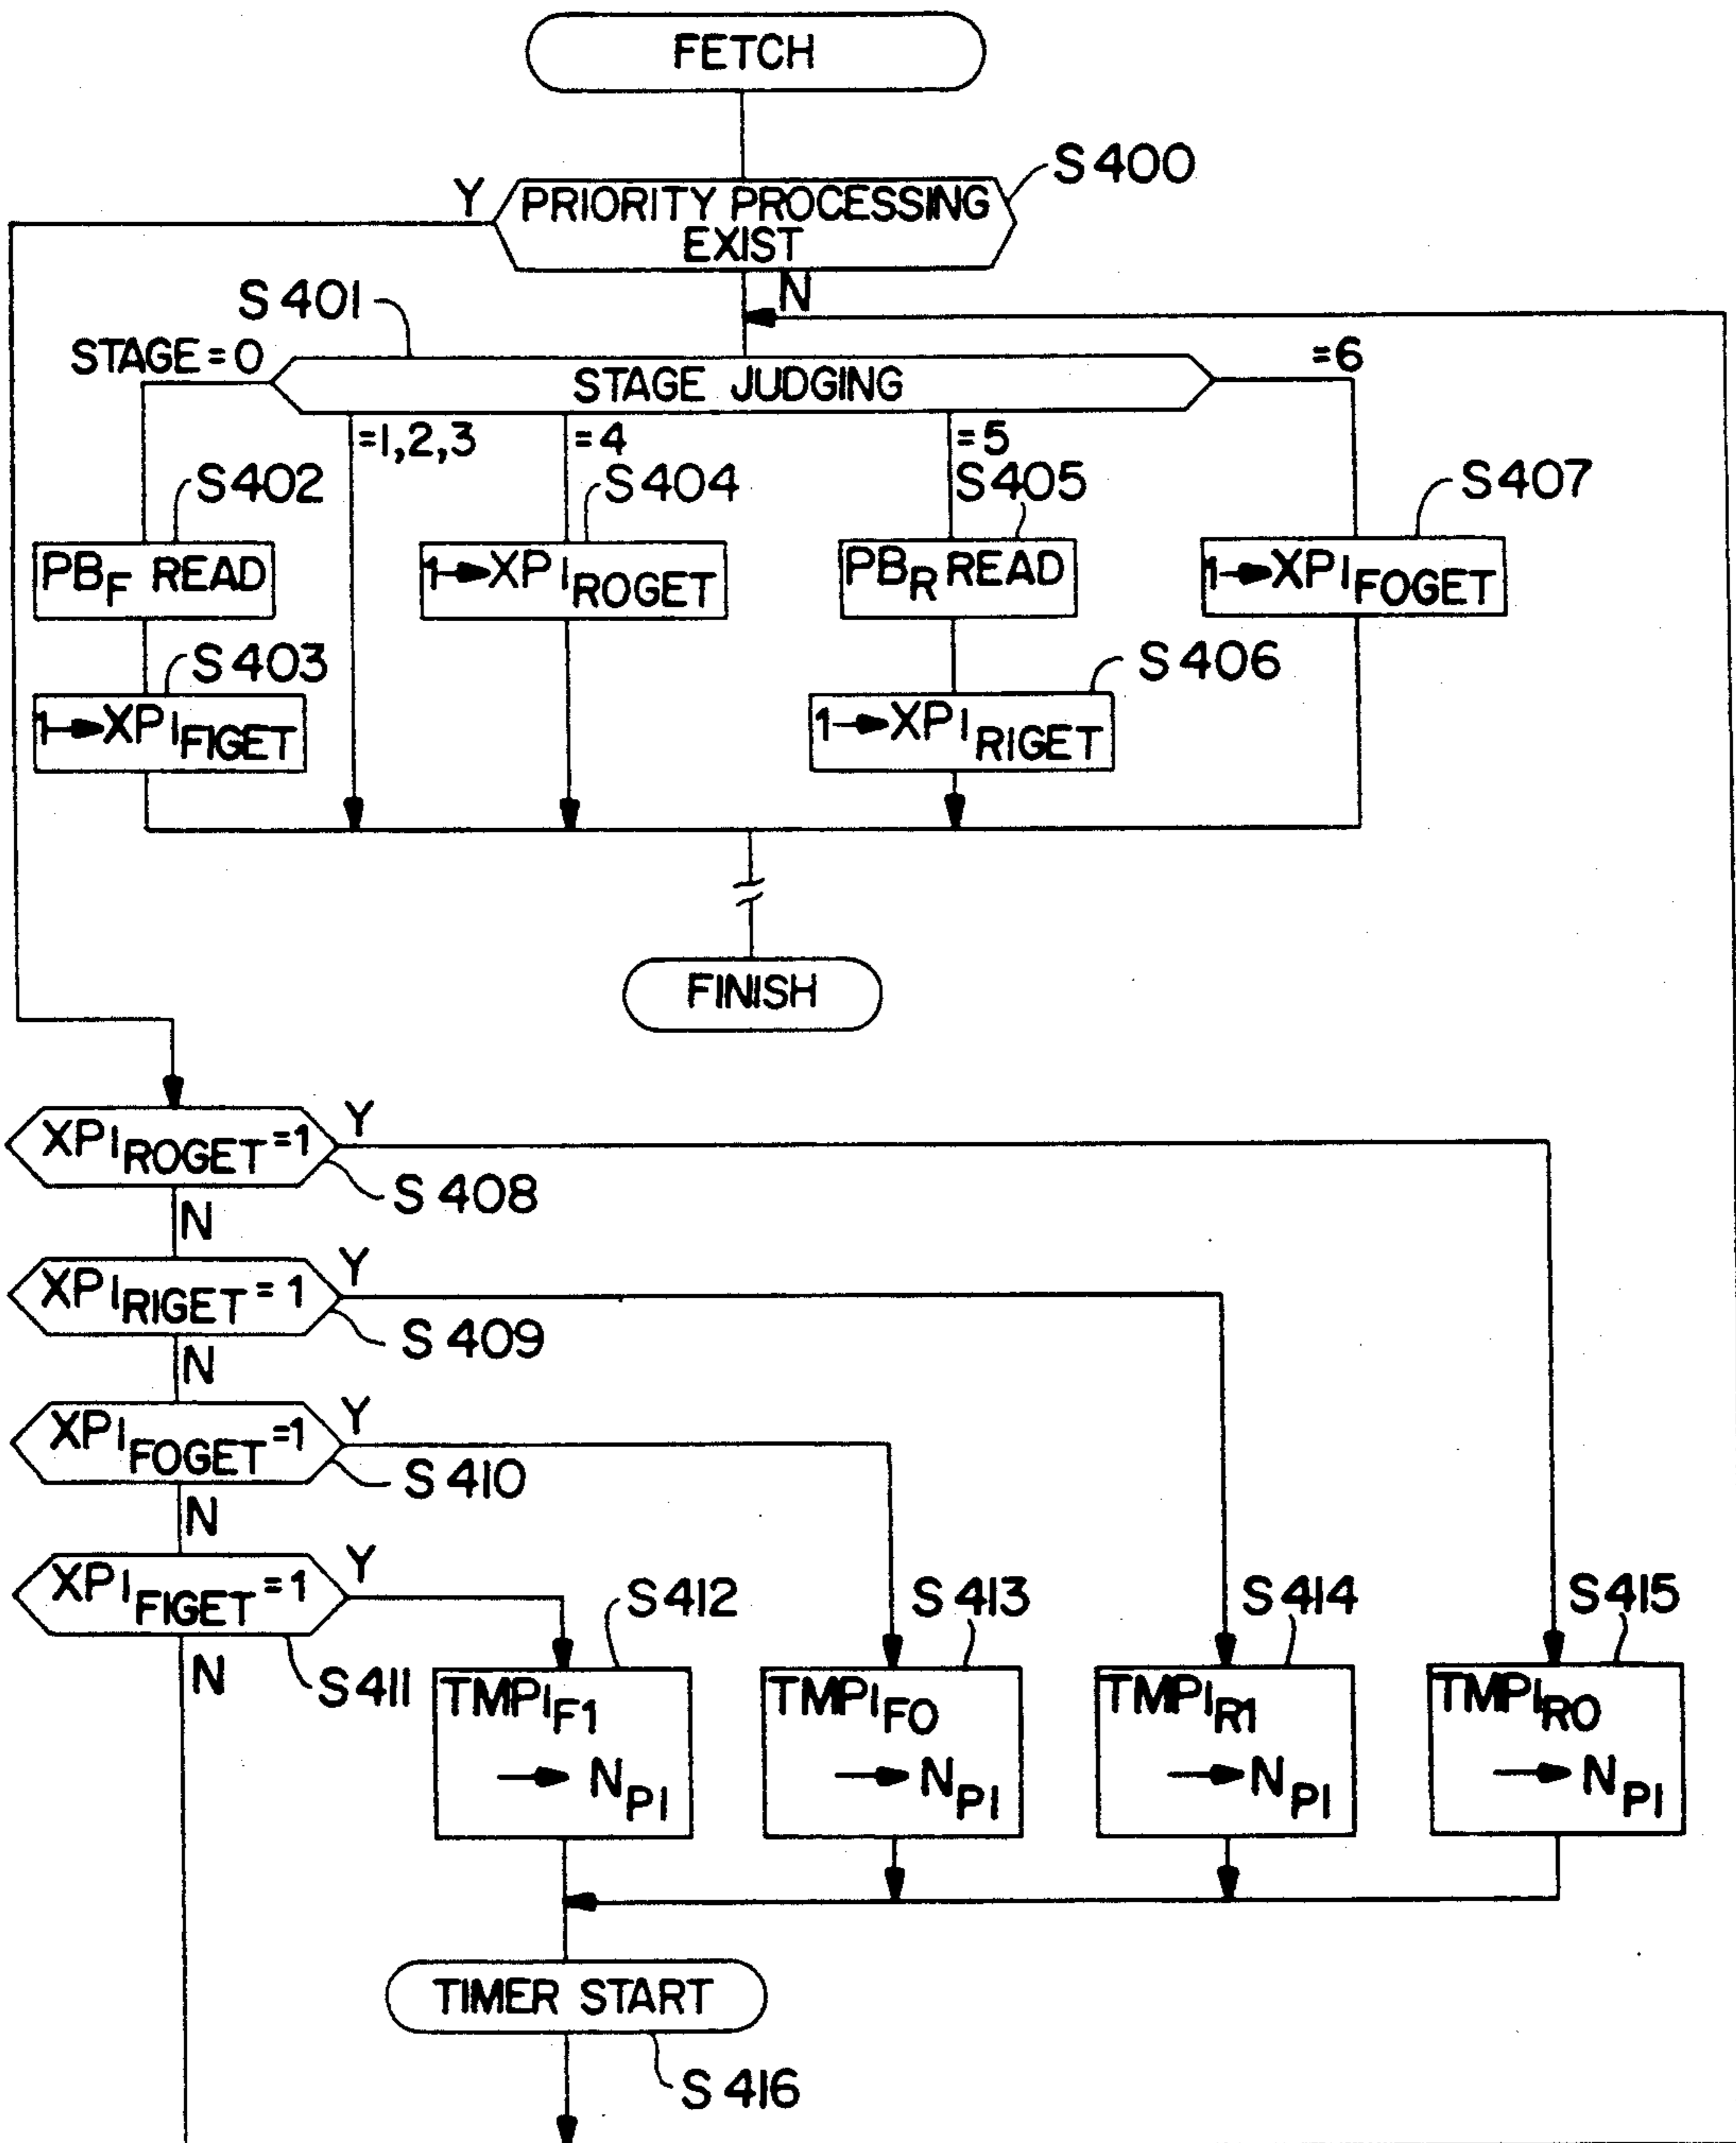 FETCH
S400
Y
PRIORITY PROCESSING
EXIST
N
S401
STAGE=0
STAGE JUDGING
=6
=1,2,3
=4
=5
S402
S404
S405
S407
PBF READ
1→XPIROGET
PBR READ
1→XPIFOGET
S403
S406
1→XPIFIGET
1→XPIRIGET
FINISH
XPIROGET=1
Y
S408
N
XPIRIGET=1
Y
S409
N
XPIFOGET=1
Y
S410
N
XPIFIGET=1
Y
S411
N
S412
S413
S414
S415
TMPIF1
→NPI
TMPIFO
→NPI
TMPIR1
→NPI
TMPIRO
→NPI
TIMER START
S416